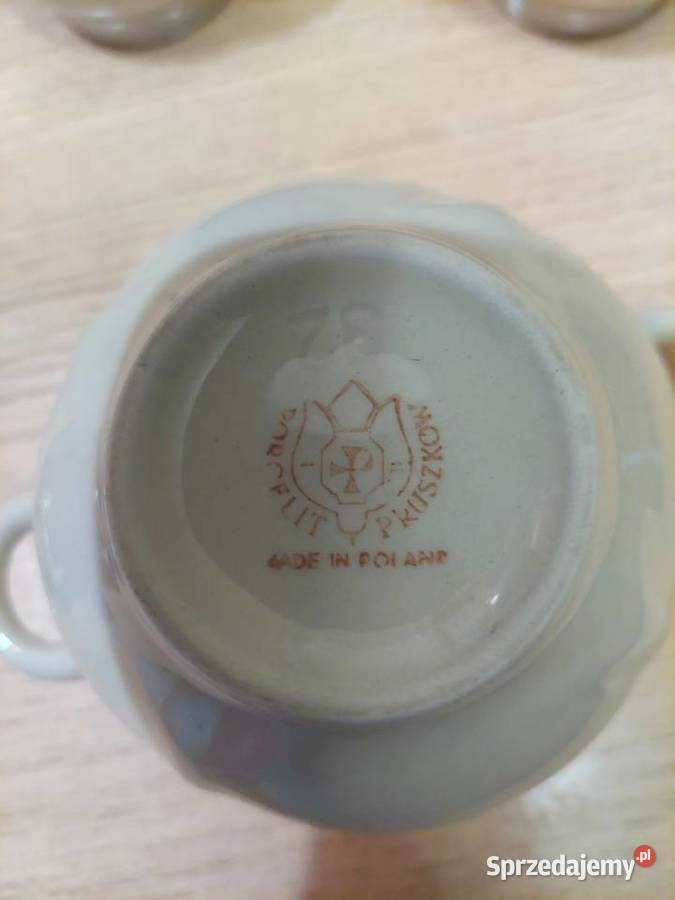 PORCELIT PRUSZKÓW
MADE IN POLAND
Sprzedajemy.pl